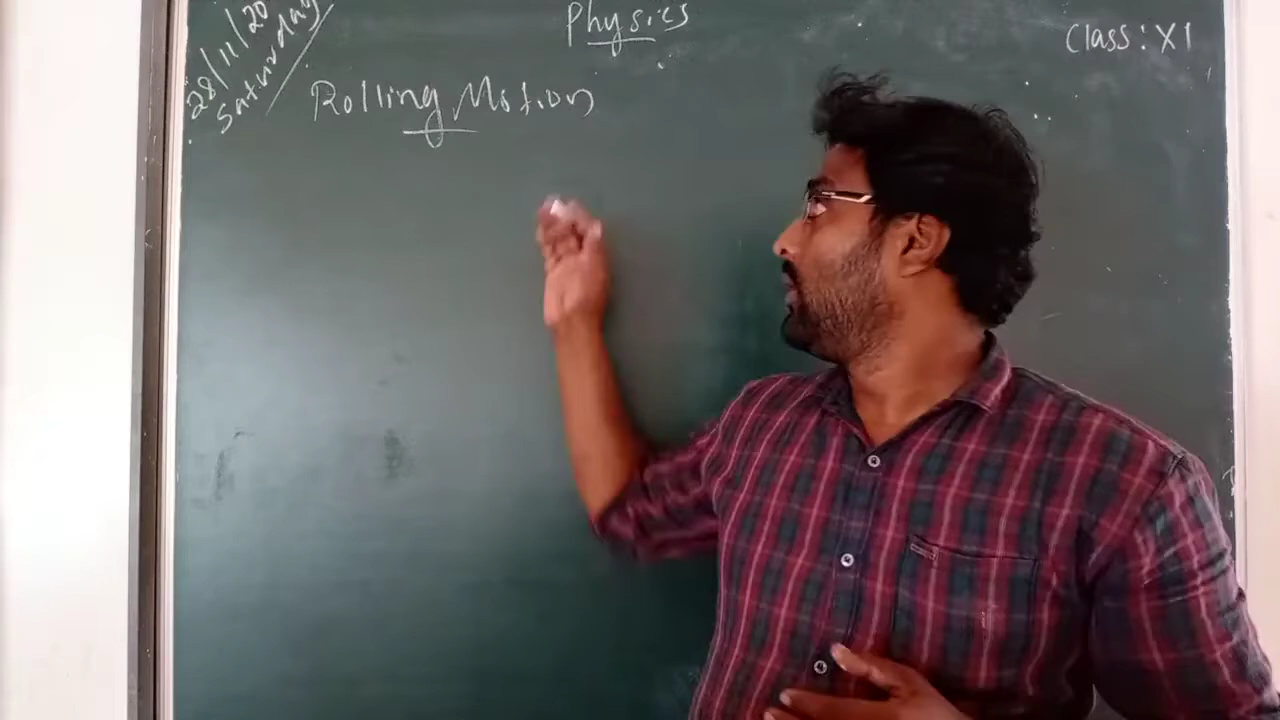 28/11/20
Saturday
Physics
Class: XI
Rolling Motion